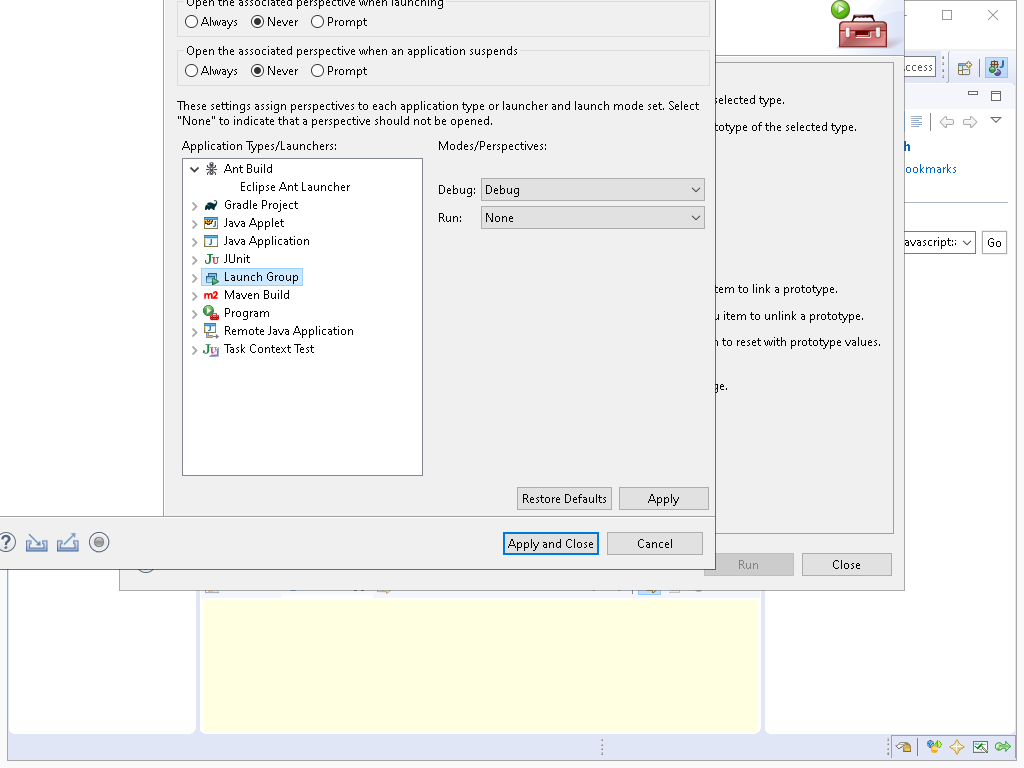 Open the associated perspective when launching
Always Never Prompt
Open the associated perspective when an application suspends
Always Never Prompt
These settings assign perspectives to each application type or launcher and launch mode set. Select
"None" to indicate that a perspective should not be opened.
Application Types/Launchers:
Modes/Perspectives:
Ant Build
Eclipse Ant Launcher
Gradle Project
Java Applet
Java Application
JUnit
Launch Group
Maven Build
Program
Remote Java Application
Task Context Test
Debug: Debug
Run: None
Restore Defaults Apply
Apply and Close Cancel
selected type.
prototype of the selected type.
item to link a prototype.
item to unlink a prototype.
to reset with prototype values.
Run Close
Go